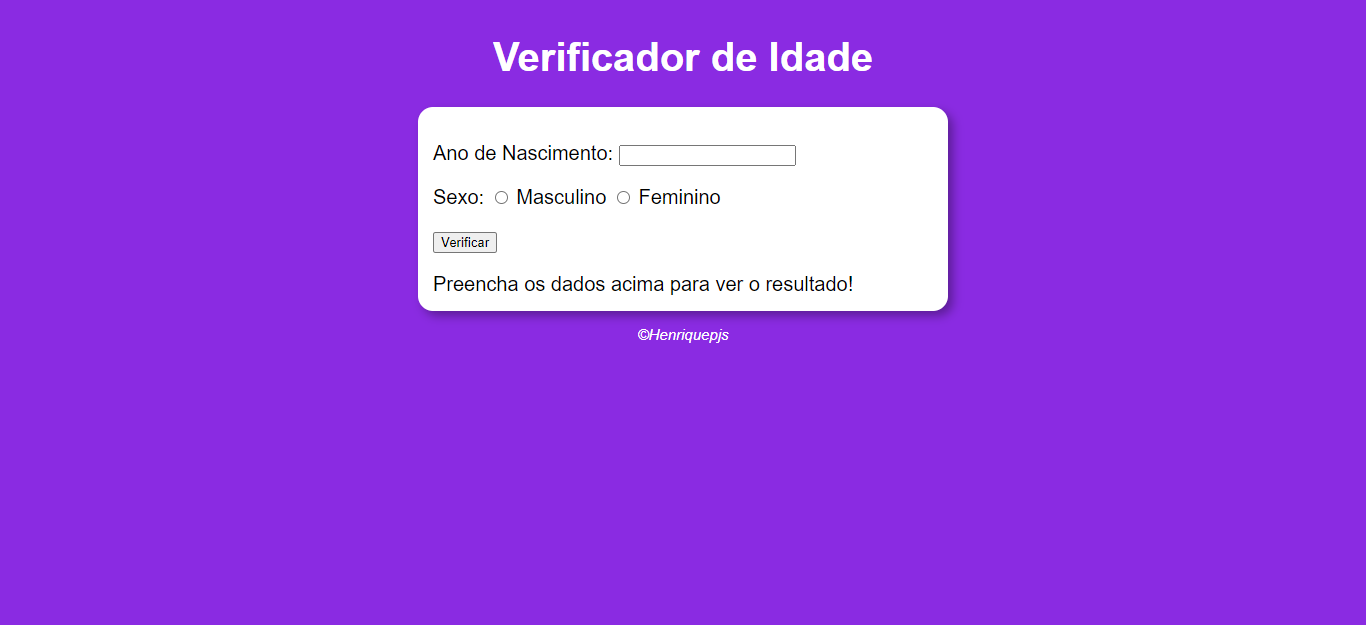 Verificador de Idade
Ano de Nascimento:
Sexo: Masculino Feminino
Verificar
Preencha os dados acima para ver o resultado!
©Henriquepjs